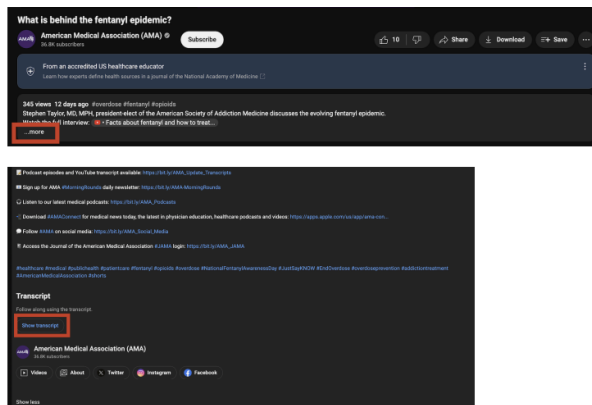 What is behind the fentanyl epidemic?
AMA
American Medical Association (AMA)
36.8K subscribers
Subscribe
10
Share
Download
Save
From an accredited US healthcare educator
Learn how experts define health sources in a journal of the National Academy of Medicine
345 views 12 days ago #overdose #fentanyl #opioids
Stephen Taylor, MD, MPH, president-elect of the American Society of Addiction Medicine discusses the evolving fentanyl epidemic.
Watch the full interview: • Facts about fentanyl and how to treat...
...more
Podcast episodes and YouTube transcript available: https://bit.ly/AMA_Update_Transcripts
Sign up for AMA #MorningRounds daily newsletter: https://bit.ly/AMA-MorningRounds
Listen to our latest medical podcasts: https://bit.ly/AMA_Podcasts
Download #AMAConnect for medical news today, the latest in physician education, healthcare podcasts and videos: https://apps.apple.com/us/app/ama-con...
Follow #AMA on social media: https://bit.ly/AMA_Social_Media
Access the Journal of the American Medical Association #JAMA login: https://bit.ly/AMA_JAMA
#healthcare #medical #publichealth #patientcare #fentanyl #opioids #overdose #NationalFentanylAwarenessDay #JustSayKNOW #EndOverdose #overdoseprevention #addictiontreatment
#AmericanMedicalAssociation #shorts
Transcript
Follow along using the transcript.
Show transcript
AMA
American Medical Association (AMA)
36.8K subscribers
Videos
About
Twitter
Instagram
Facebook
Show less